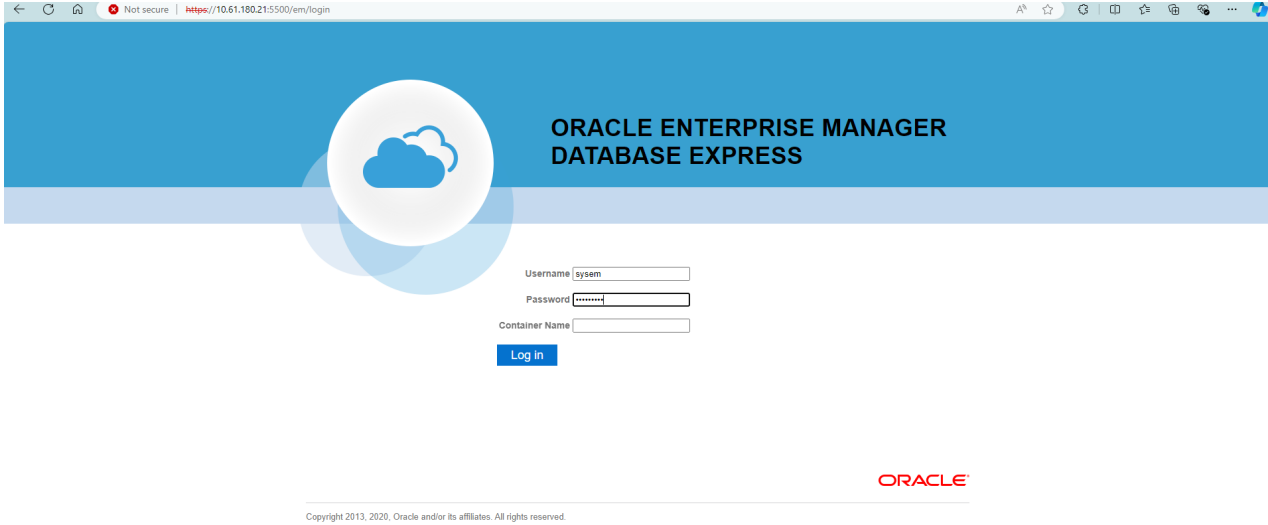 Not secure | https://10.61.180.21:5500/em/login
ORACLE ENTERPRISE MANAGER
DATABASE EXPRESS
Username sysem
Password •••••••••
Container Name
Log in
ORACLE
Copyright 2013, 2020, Oracle and/or its affiliates. All rights reserved.